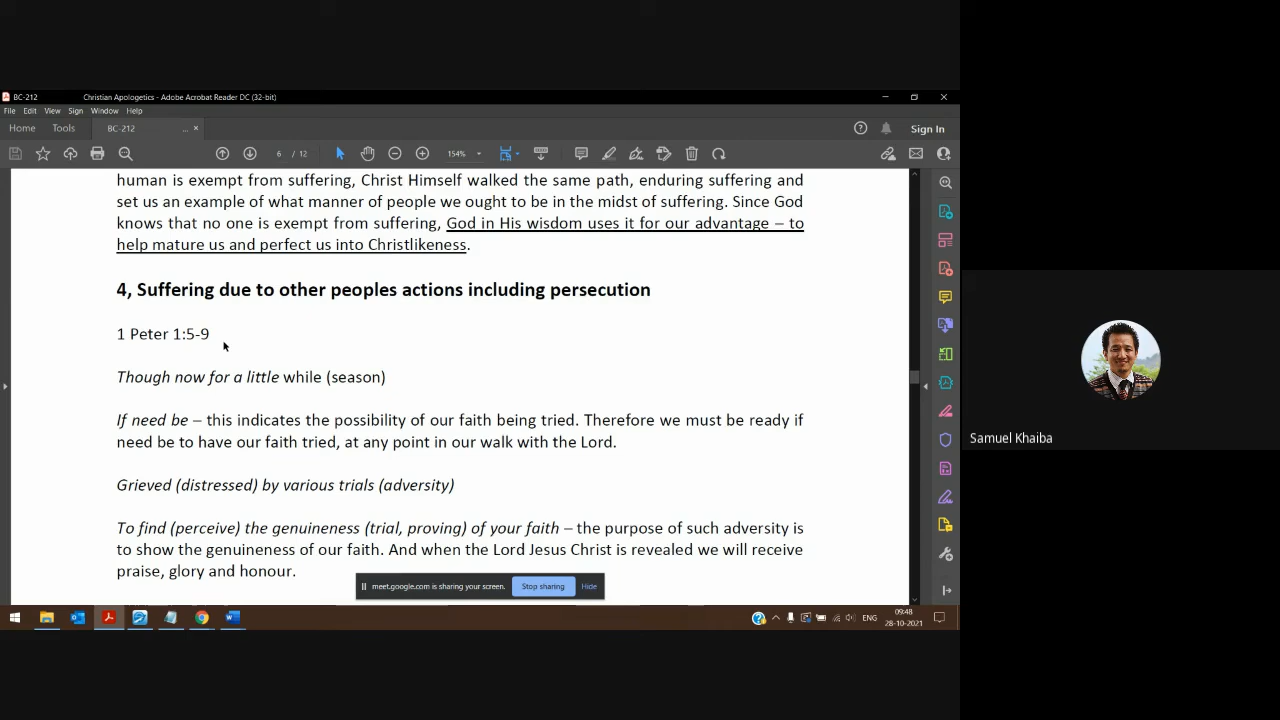 BC-212 Christian Apologetics - Adobe Acrobat Reader DC (32-bit)
File Edit View Sign Window Help
Home Tools BC-212 ... × Sign In
6 / 12 154%
human is exempt from suffering, Christ Himself walked the same path, enduring suffering and
set us an example of what manner of people we ought to be in the midst of suffering. Since God
knows that no one is exempt from suffering, God in His wisdom uses it for our advantage – to
help mature us and perfect us into Christlikeness.
4, Suffering due to other peoples actions including persecution
1 Peter 1:5-9
Though now for a little while (season)
If need be – this indicates the possibility of our faith being tried. Therefore we must be ready if
need be to have our faith tried, at any point in our walk with the Lord.
Grieved (distressed) by various trials (adversity)
To find (perceive) the genuineness (trial, proving) of your faith – the purpose of such adversity is
to show the genuineness of our faith. And when the Lord Jesus Christ is revealed we will receive
praise, glory and honour.
meet.google.com is sharing your screen. Stop sharing Hide
ENG 09:48
28-10-2021
Samuel Khaiba